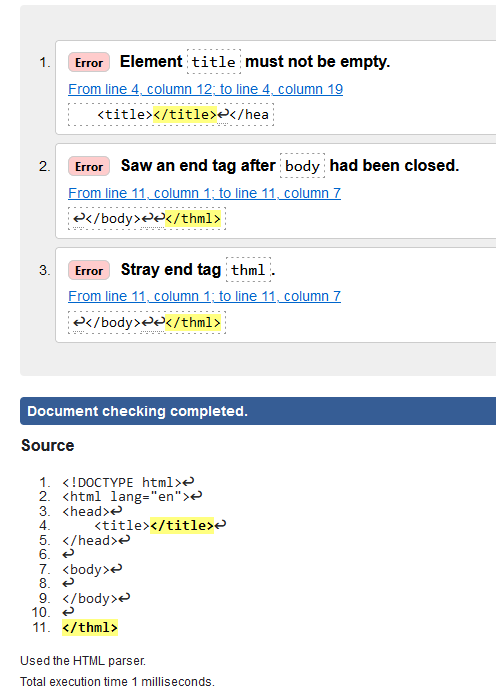 1. Error Element title must not be empty.
From line 4, column 12; to line 4, column 19
<title></title>↩</hea
2. Error Saw an end tag after body had been closed.
From line 11, column 1; to line 11, column 7
↩</body>↩↩</thml>
3. Error Stray end tag thml.
From line 11, column 1; to line 11, column 7
↩</body>↩↩</thml>
Document checking completed.
Source
1. <!DOCTYPE html>↩
2. <html lang="en">↩
3. <head>↩
4. <title></title>↩
5. </head>↩
6. ↩
7. <body>↩
8. ↩
9. </body>↩
10. ↩
11. </thml>
Used the HTML parser.
Total execution time 1 milliseconds.